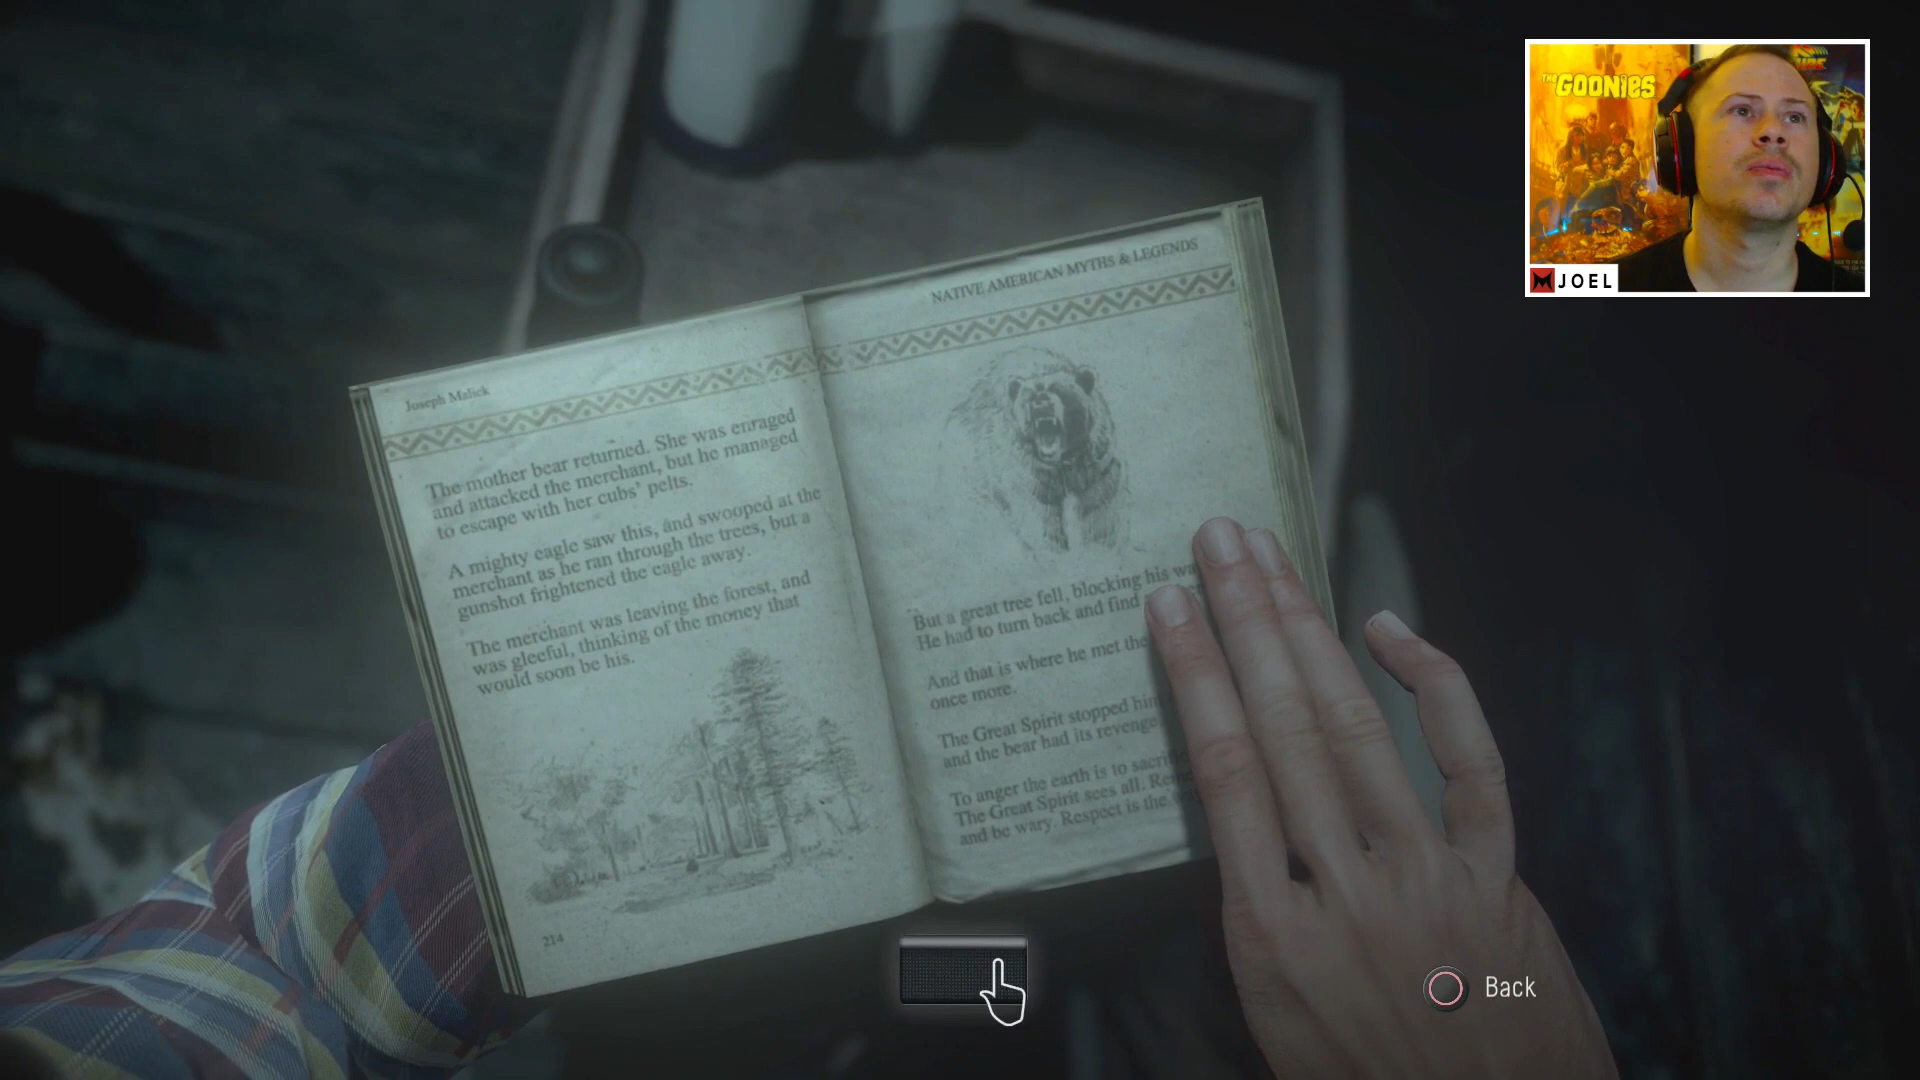 THE
GOONIES
JOEL
Joseph Malick
NATIVE AMERICAN MYTHS & LEGENDS
The mother bear returned. She was enraged
and attacked the merchant, but he managed
to escape with her cubs' pelts.
A mighty eagle saw this, and swooped at the
merchant as he ran through the trees, but a
gunshot frightened the eagle away.
The merchant was leaving the forest, and
was gleeful, thinking of the money that
would soon be his.
214
But a great tree fell, blocking his
He had to turn back and find
And that is where he met the
once more.
The Great Spirit stopped him
and the bear had its revenge
To anger the earth is to
The Great Spirit sees all.
and be wary. Respect is the
Back